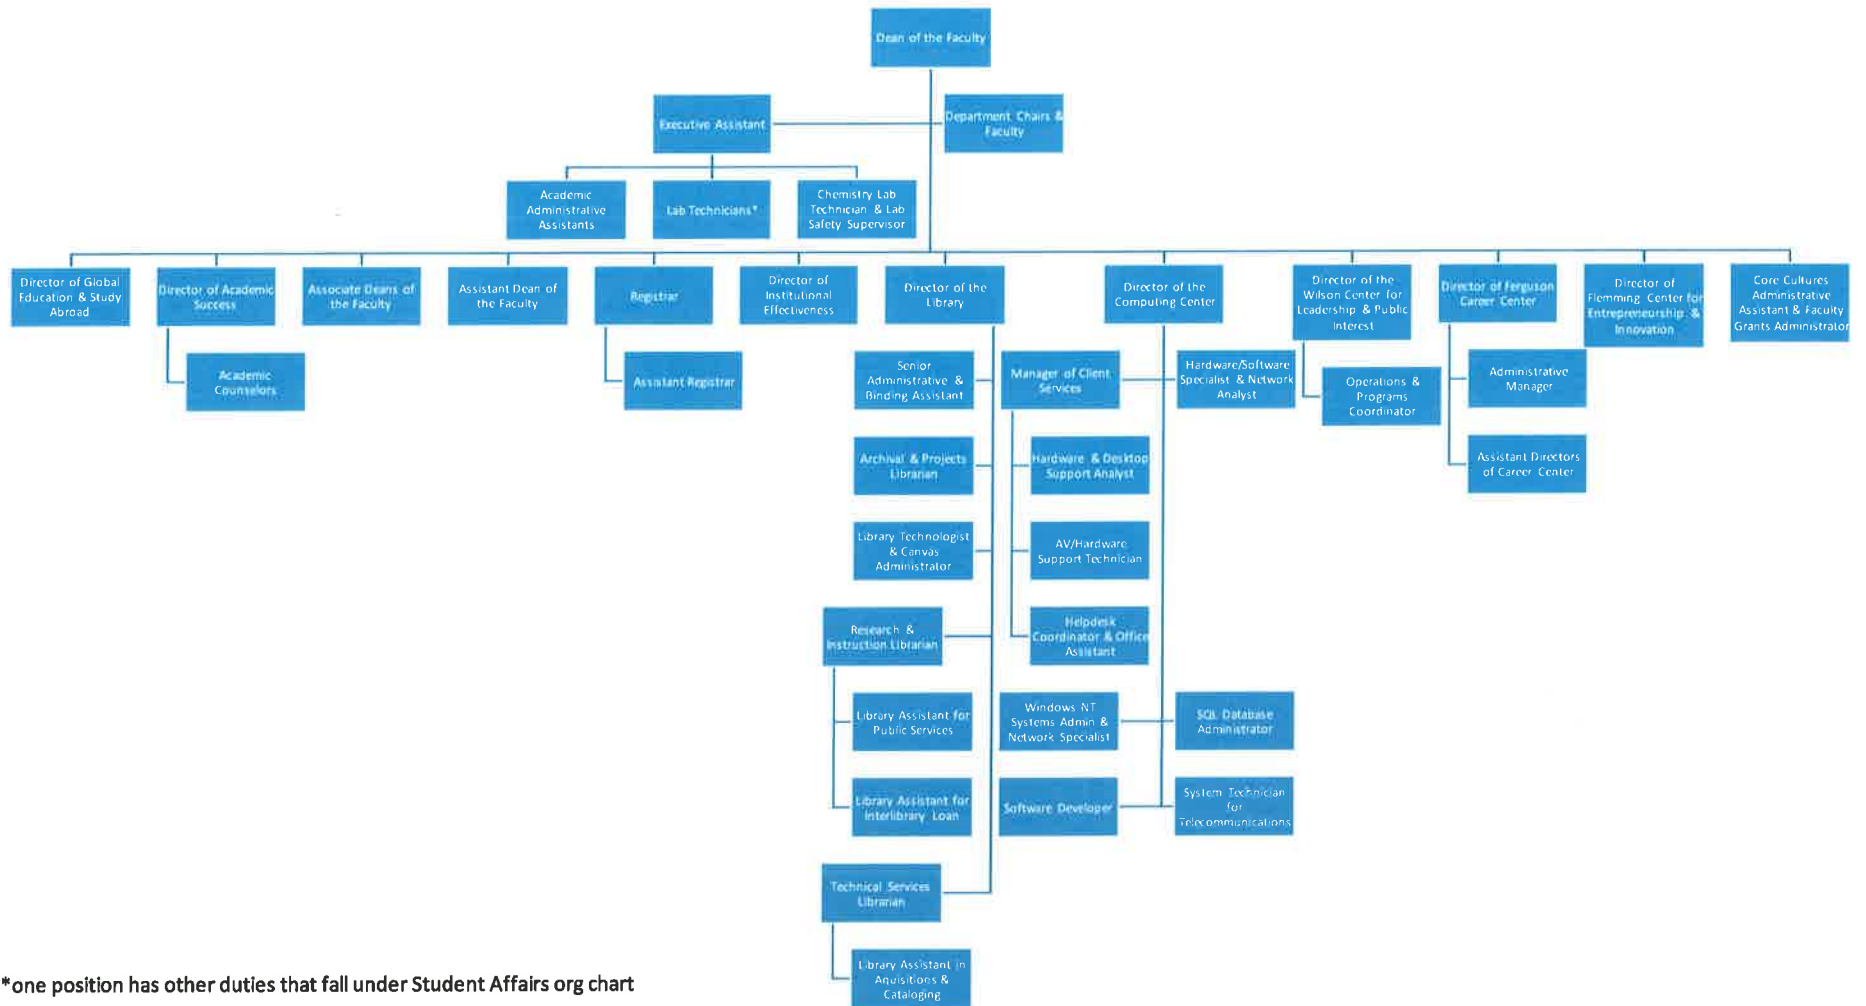 Dean of the Faculty
Executive Assistant
Department Chairs &
Faculty
Academic
Administrative
Assistants
Lab Technicians*
Chemistry Lab
Technician & Lab
Safety Supervisor
Director of Global
Education & Study
Abroad
Director of Academic
Success
Associate Deans of
the Faculty
Assistant Dean of
the Faculty
Registrar
Director of
Institutional
Effectiveness
Director of the
Library
Director of the
Computing Center
Director of the
Wilson Center for
Leadership & Public
Interest
Director of Ferguson
Career Center
Director of
Flemming Center for
Entrepreneurship &
Innovation
Core Cultures
Administrative
Assistant & Faculty
Grants Administrator
Academic
Counselors
Assistant Registrar
Senior
Administrative &
Binding Assistant
Manager of Client
Services
Hardware/Software
Specialist & Network
Analyst
Operations &
Programs
Coordinator
Administrative
Manager
Archival & Projects
Librarian
Hardware & Desktop
Support Analyst
Assistant Directors
of Career Center
Library Technologist
& Canvas
Administrator
AV/Hardware
Support Technician
Research &
Instruction Librarian
Helpdesk
Coordinator & Office
Assistant
Library Assistant for
Public Services
Windows NT
Systems Admin &
Network Specialist
SQL Database
Administrator
Library Assistant for
Interlibrary Loan
Software Developer
System Technician
for
Telecommunications
Technical Services
Librarian
Library Assistant in
Aquisitions &
Cataloging
*one position has other duties that fall under Student Affairs org chart